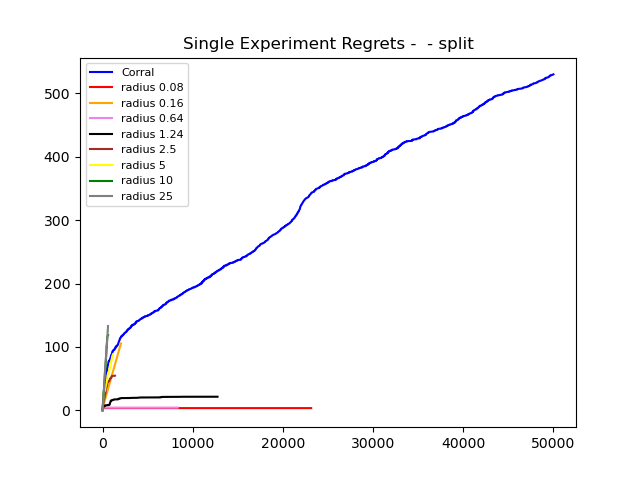 Single Experiment Regrets -  - split
Corral
radius 0.08
radius 0.16
radius 0.64
radius 1.24
radius 2.5
radius 5
radius 10
radius 25
500
400
300
200
100
0
0 10000 20000 30000 40000 50000